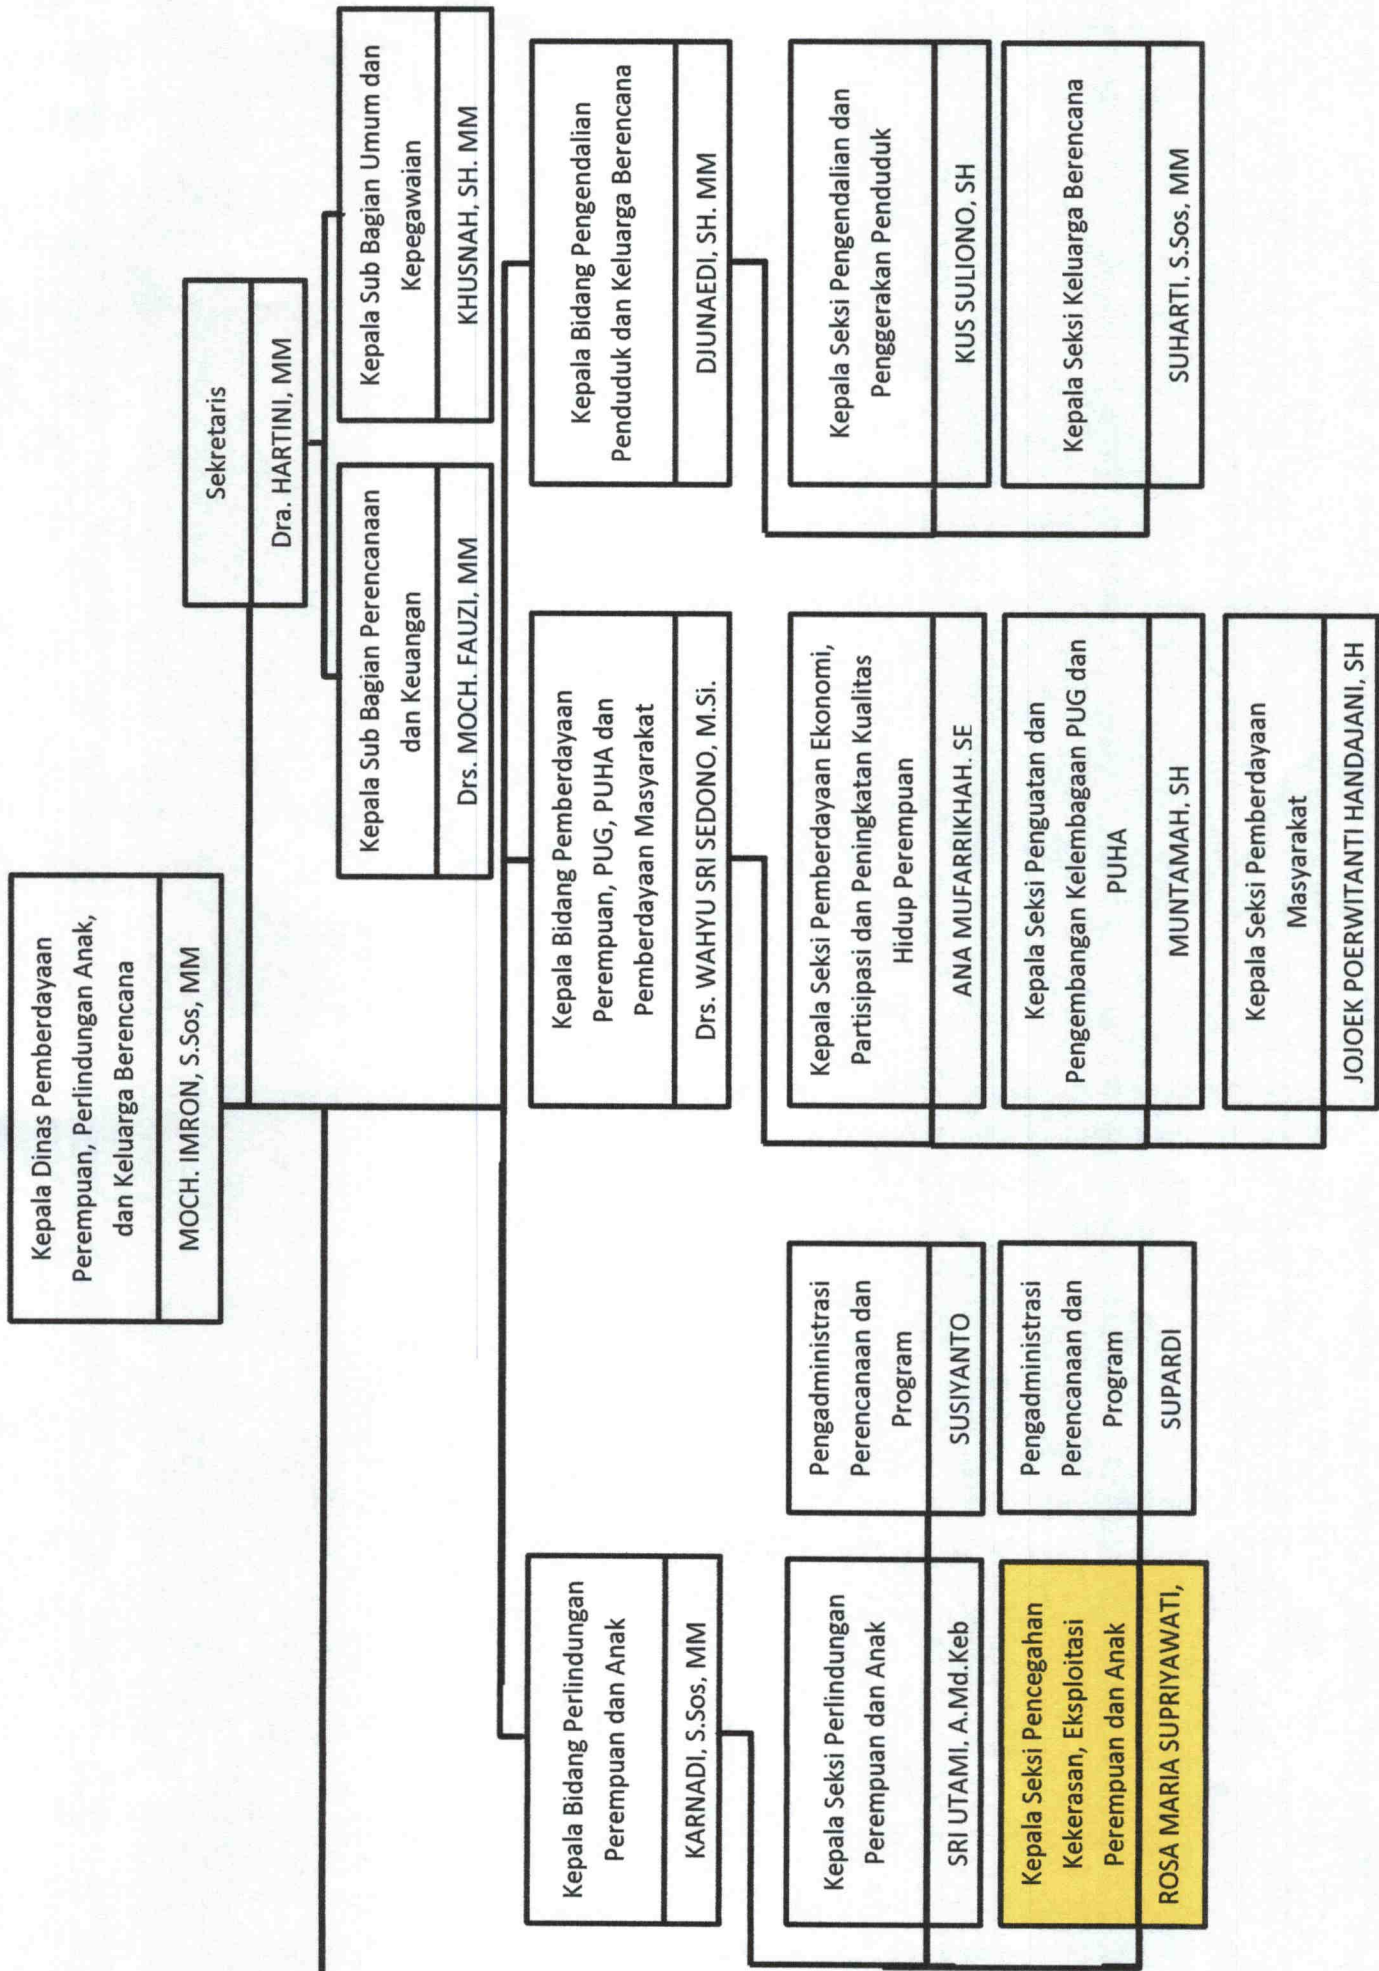 Kepala Dinas Pemberdayaan
Perempuan, Perlindungan Anak,
dan Keluarga Berencana
MOCH. IMRON, S.Sos, MM
Sekretaris
Dra. HARTINI, MM
Kepala Sub Bagian Perencanaan
dan Keuangan
Drs. MOCH. FAUZI, MM
Kepala Sub Bagian Umum dan
Kepegawaian
KHUSNAH, SH. MM
Kepala Bidang Perlindungan
Perempuan dan Anak
KARNADI, S.Sos, MM
Kepala Bidang Pemberdayaan
Perempuan, PUG, PUHA dan
Pemberdayaan Masyarakat
Drs. WAHYU SRI SEDONO, M.Si.
Kepala Bidang Pengendalian
Penduduk dan Keluarga Berencana
DJUNAEDI, SH. MM
Kepala Seksi Perlindungan
Perempuan dan Anak
SRI UTAMI, A.Md.Keb
Pengadministrasi
Perencanaan dan
Program
SUSIYANTO
Kepala Seksi Pemberdayaan Ekonomi,
Partisipasi dan Peningkatan Kualitas
Hidup Perempuan
ANA MUFARRIKHAH. SE
Kepala Seksi Pengendalian dan
Penggerakan Penduduk
KUS SULIONO, SH
Kepala Seksi Pencegahan
Kekerasan, Eksploitasi
Perempuan dan Anak
ROSA MARIA SUPRIYAWATI,
Pengadministrasi
Perencanaan dan
Program
SUPARDI
Kepala Seksi Penguatan dan
Pengembangan Kelembagaan PUG dan
PUHA
MUNTAMAH, SH
Kepala Seksi Keluarga Berencana
SUHARTI, S.Sos, MM
Kepala Seksi Pemberdayaan
Masyarakat
JOJOEK POERWITANTI HANDAJANI, SH